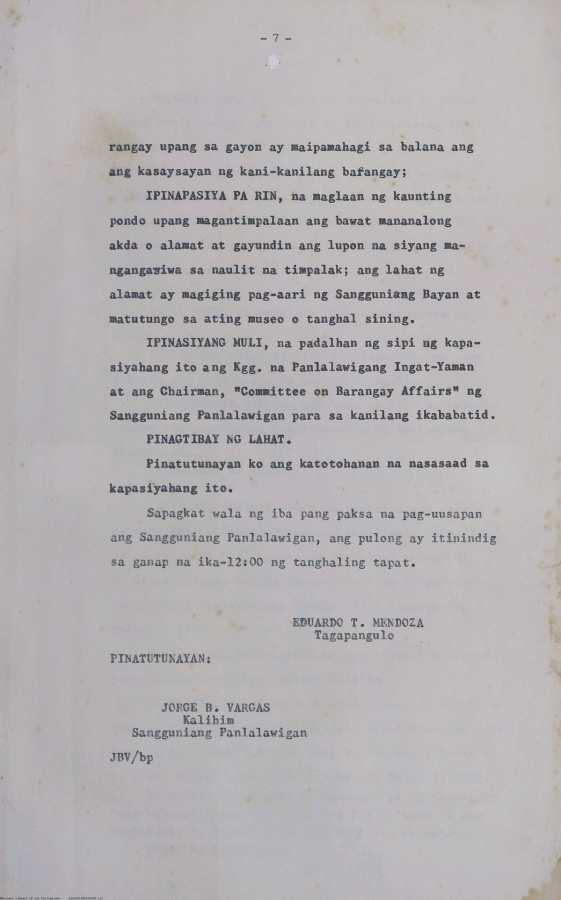 - 7 -
rangay upang sa gayon ay maipamahagi sa balana ang
ang kasaysayan ng kani-kanilang bafangay;
IPINAPASIYA PA RIN, na maglaan ng kaunting
pondo upang magantimpalaan ang bawat mananalong
akda o alamat at gayundin ang lupon na siyang ma-
ngangasiwa sa naulit na timpalak; ang lahat ng
alamat ay magiging pag-aari ng Sangguniang Bayan at
matutungo sa ating museo o tanghal sining.
IPINASIYANG MULI, na padalhan ng sipi ng kapa-
siyahang ito ang Kgg. na Panlalawigang Ingat-Yaman
at ang Chairman, "Committee on Barangay Affairs" ng
Sangguniang Panlalawigan para sa kanilang ikababatid.
PINAGTIBAY NG LAHAT.
Pinatutunayan ko ang katotohanan na nasasaad sa
kapasiyahang ito.
Sapagkat wala ng iba pang paksa na pag-uusapan
ang Sangguniang Panlalawigan, ang pulong ay itinindig
sa ganap na ika-12:00 ng tanghaling tapat.
EDUARDO T. MENDOZA
Tagapangulo
PINATUTUNAYAN:
JORGE B. VARGAS
Kalihim
Sangguniang Panlalawigan
JBV/bp